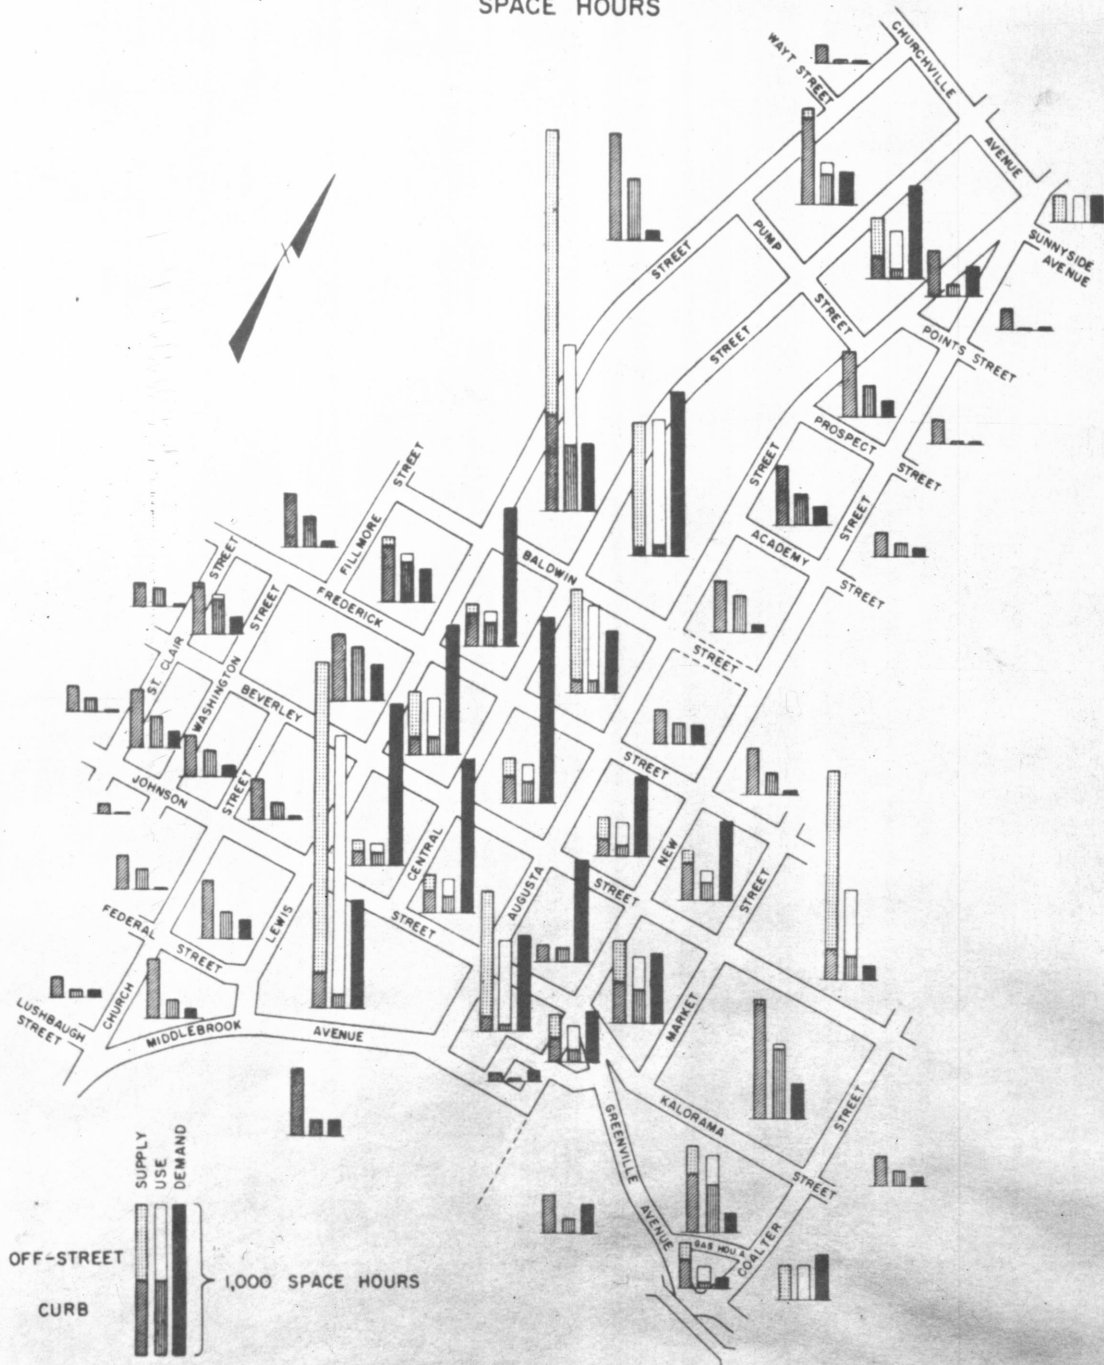 SPACE HOURS
WAYT STREET
CHURCHVILLE
AVENUE
SUNNYSIDE
AVENUE
PUMP
STREET
STREET
STREET
POINTS STREET
PROSPECT
STREET
STREET
STREET
ACADEMY
STREET
STREET
FILLMORE
BALDWIN
STREET
FREDERICK
STREET
STREET
ST. CLAIR
WASHINGTON
BEVERLEY
STREET
JOHNSON
STREET
CENTRAL
NEW
STREET
AUGUSTA
STREET
STREET
LEWIS
FEDERAL
STREET
CHURCH
LUSHBAUGH
STREET
MIDDLEBROOK
AVENUE
MARKET
KALORAMA
STREET
STREET
GREENVILLE
AVENUE
COALTER
SUPPLY
USE
DEMAND
OFF-STREET
1,000 SPACE HOURS
CURB